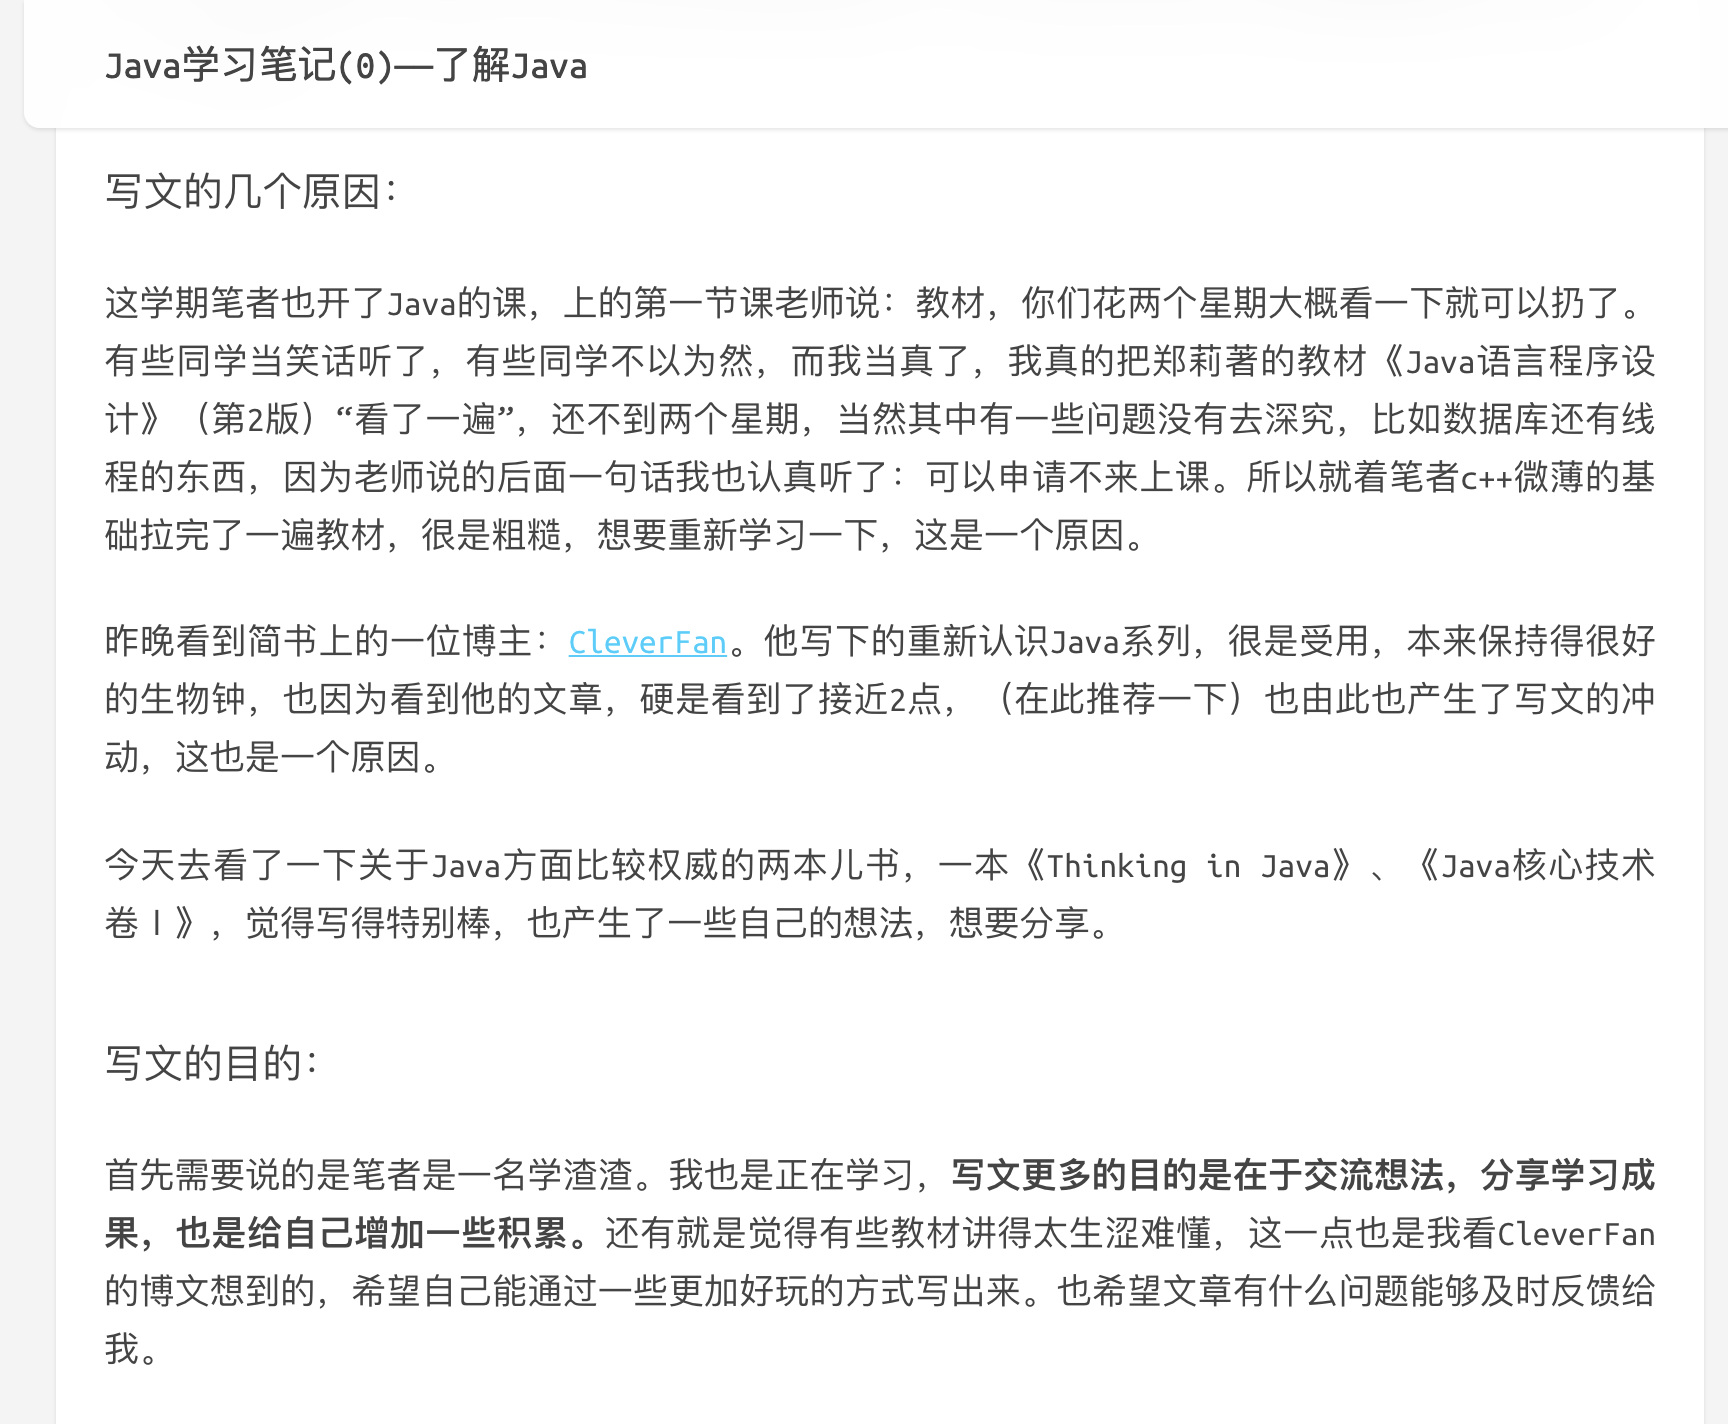 Java学习笔记(0)——了解Java
写文的几个原因：
这学期笔者也开了Java的课，上的第一节课老师说：教材，你们花两个星期大概看一下就可以扔了。
有些同学当笑话听了，有些同学不以为然，而我当真了，我真的把郑莉著的教材《Java语言程序设
计》（第2版）“看了一遍”，还不到两个星期，当然其中有一些问题没有去深究，比如数据库还有线
程的东西，因为老师说的后面一句话我也认真听了：可以申请不来上课。所以就着笔者c++微薄的基
础拉完了一遍教材，很是粗糙，想要重新学习一下，这是一个原因。
昨晚看到简书上的一位博主：CleverFan。他写下的重新认识Java系列，很是受用，本来保持得很好
的生物钟，也因为看到他的文章，硬是看到了接近2点，（在此推荐一下）也由此也产生了写文的冲
动，这也是一个原因。
今天去看了一下关于Java方面比较权威的两本儿书，一本《Thinking in Java》、《Java核心技术
卷Ⅰ》，觉得写得特别棒，也产生了一些自己的想法，想要分享。
写文的目的：
首先需要说的是笔者是一名学渣渣。我也是正在学习，写文更多的目的是在于交流想法，分享学习成
果，也是给自己增加一些积累。还有就是觉得有些教材讲得太生涩难懂，这一点也是我看CleverFan
的博文想到的，希望自己能通过一些更加好玩的方式写出来。也希望文章有什么问题能够及时反馈给
我。